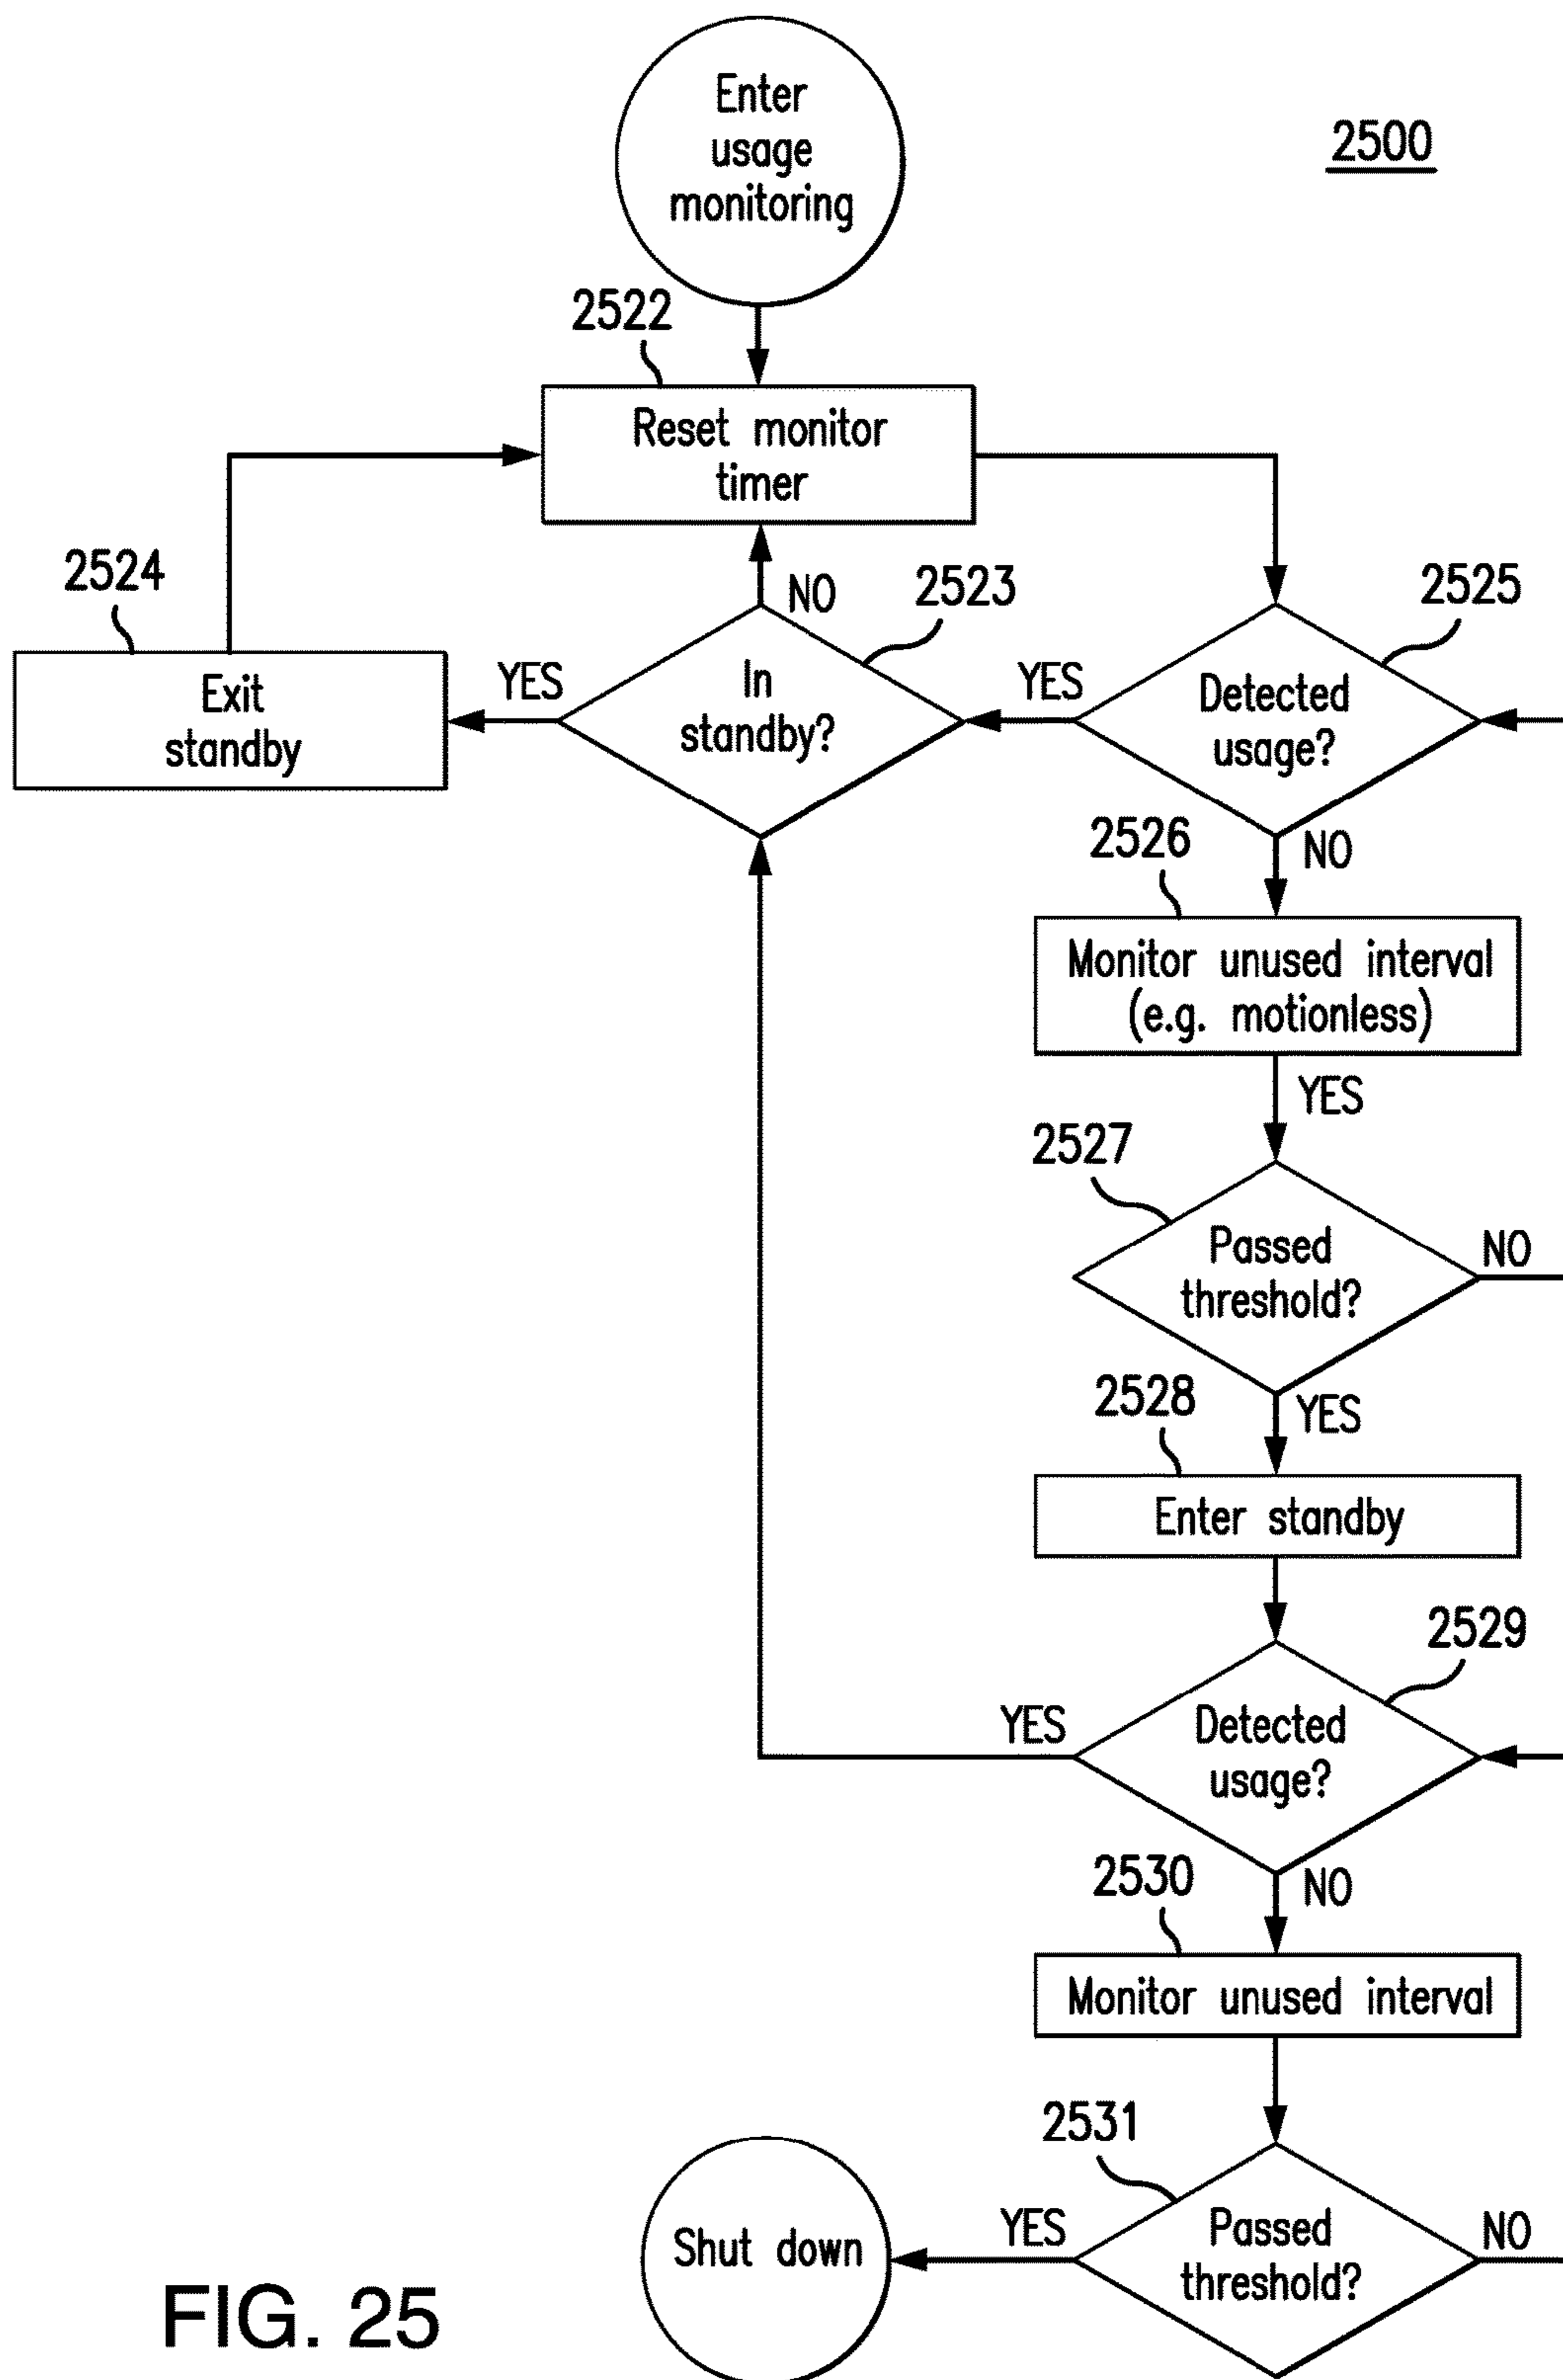 Enter
usage
monitoring
2500
2522
Reset monitor
timer
2524
NO
2523
2525
Exit
standby
YES
In
standby?
YES
Detected
usage?
2526
NO
Monitor unused interval
(e.g. motionless)
YES
2527
Passed
threshold?
NO
2528
YES
Enter standby
2529
YES
Detected
usage?
2530
NO
Monitor unused interval
2531
Shut down
YES
Passed
threshold?
NO
FIG. 25